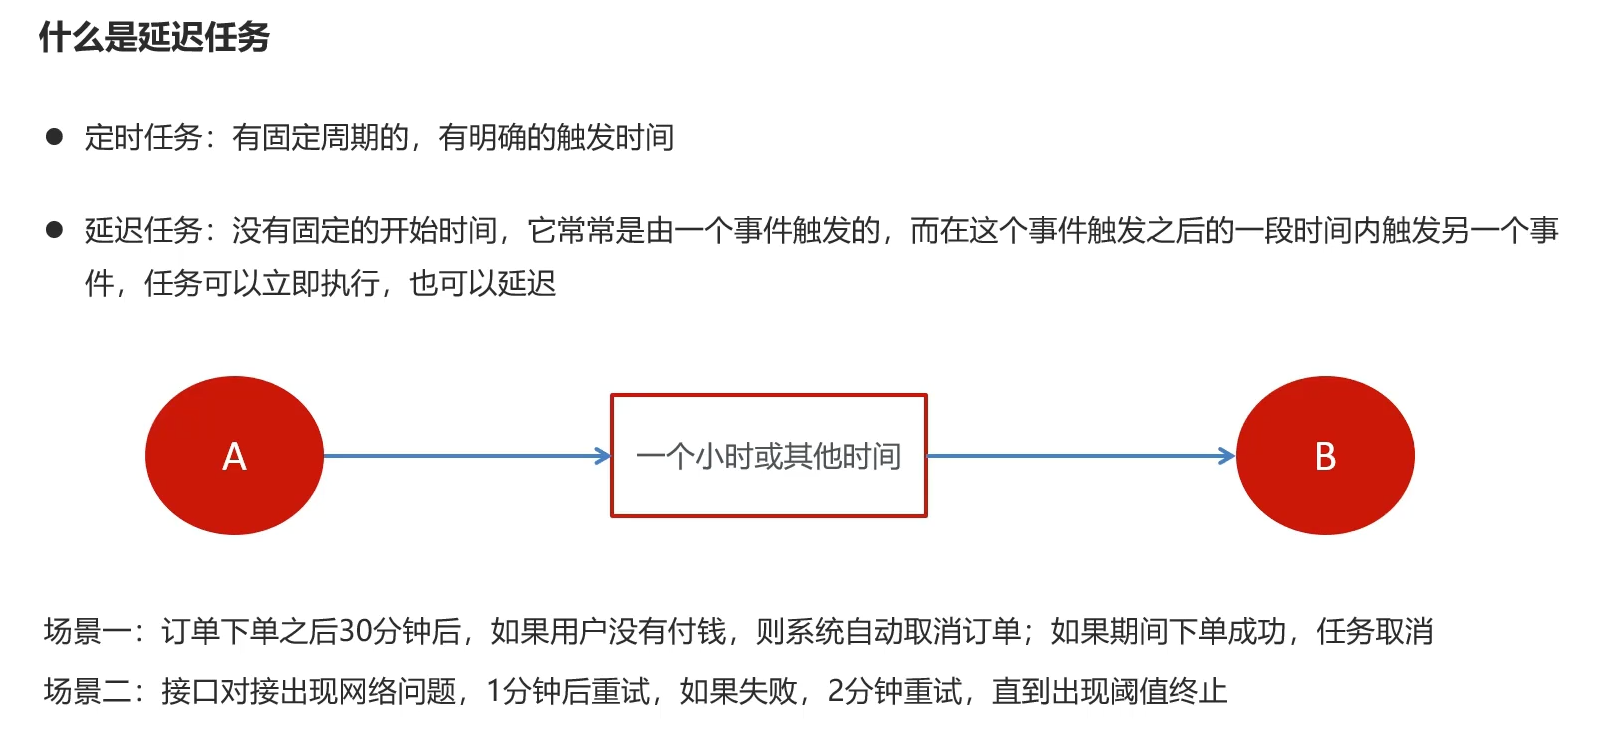 什么是延迟任务
● 定时任务：有固定周期的，有明确的触发时间
● 延迟任务：没有固定的开始时间，它常常是由一个事件触发的，而在这个事件触发之后的一段时间内触发另一个事
件，任务可以立即执行，也可以延迟
A
一个小时或其他时间
B
场景一：订单下单之后30分钟后，如果用户没有付钱，则系统自动取消订单；如果期间下单成功，任务取消
场景二：接口对接出现网络问题，1分钟后重试，如果失败，2分钟重试，直到出现阈值终止